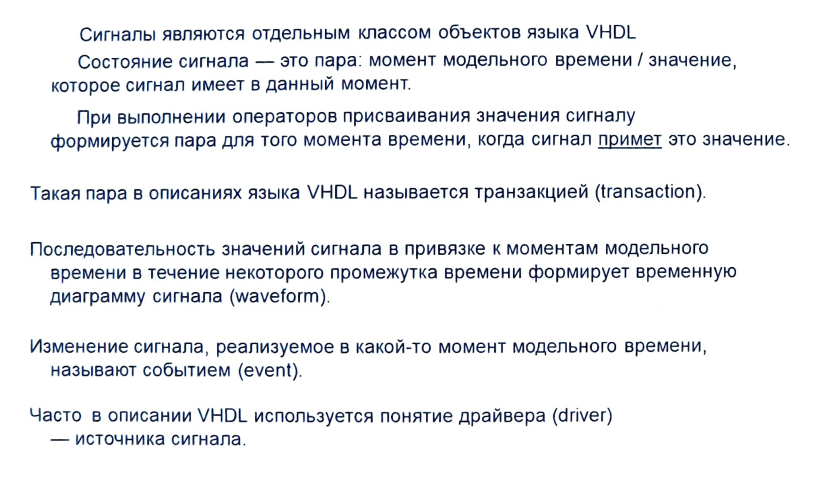 Сигналы являются отдельным классом объектов языка VHDL
Состояние сигнала — это пара: момент модельного времени / значение,
которое сигнал имеет в данный момент.
При выполнении операторов присваивания значения сигналу
формируется пара для того момента времени, когда сигнал примет это значение.
Такая пара в описаниях языка VHDL называется транзакцией (transaction).
Последовательность значений сигнала в привязке к моментам модельного
времени в течение некоторого промежутка времени формирует временную
диаграмму сигнала (waveform).
Изменение сигнала, реализуемое в какой-то момент модельного времени,
называют событием (event).
Часто в описании VHDL используется понятие драйвера (driver)
— источника сигнала.